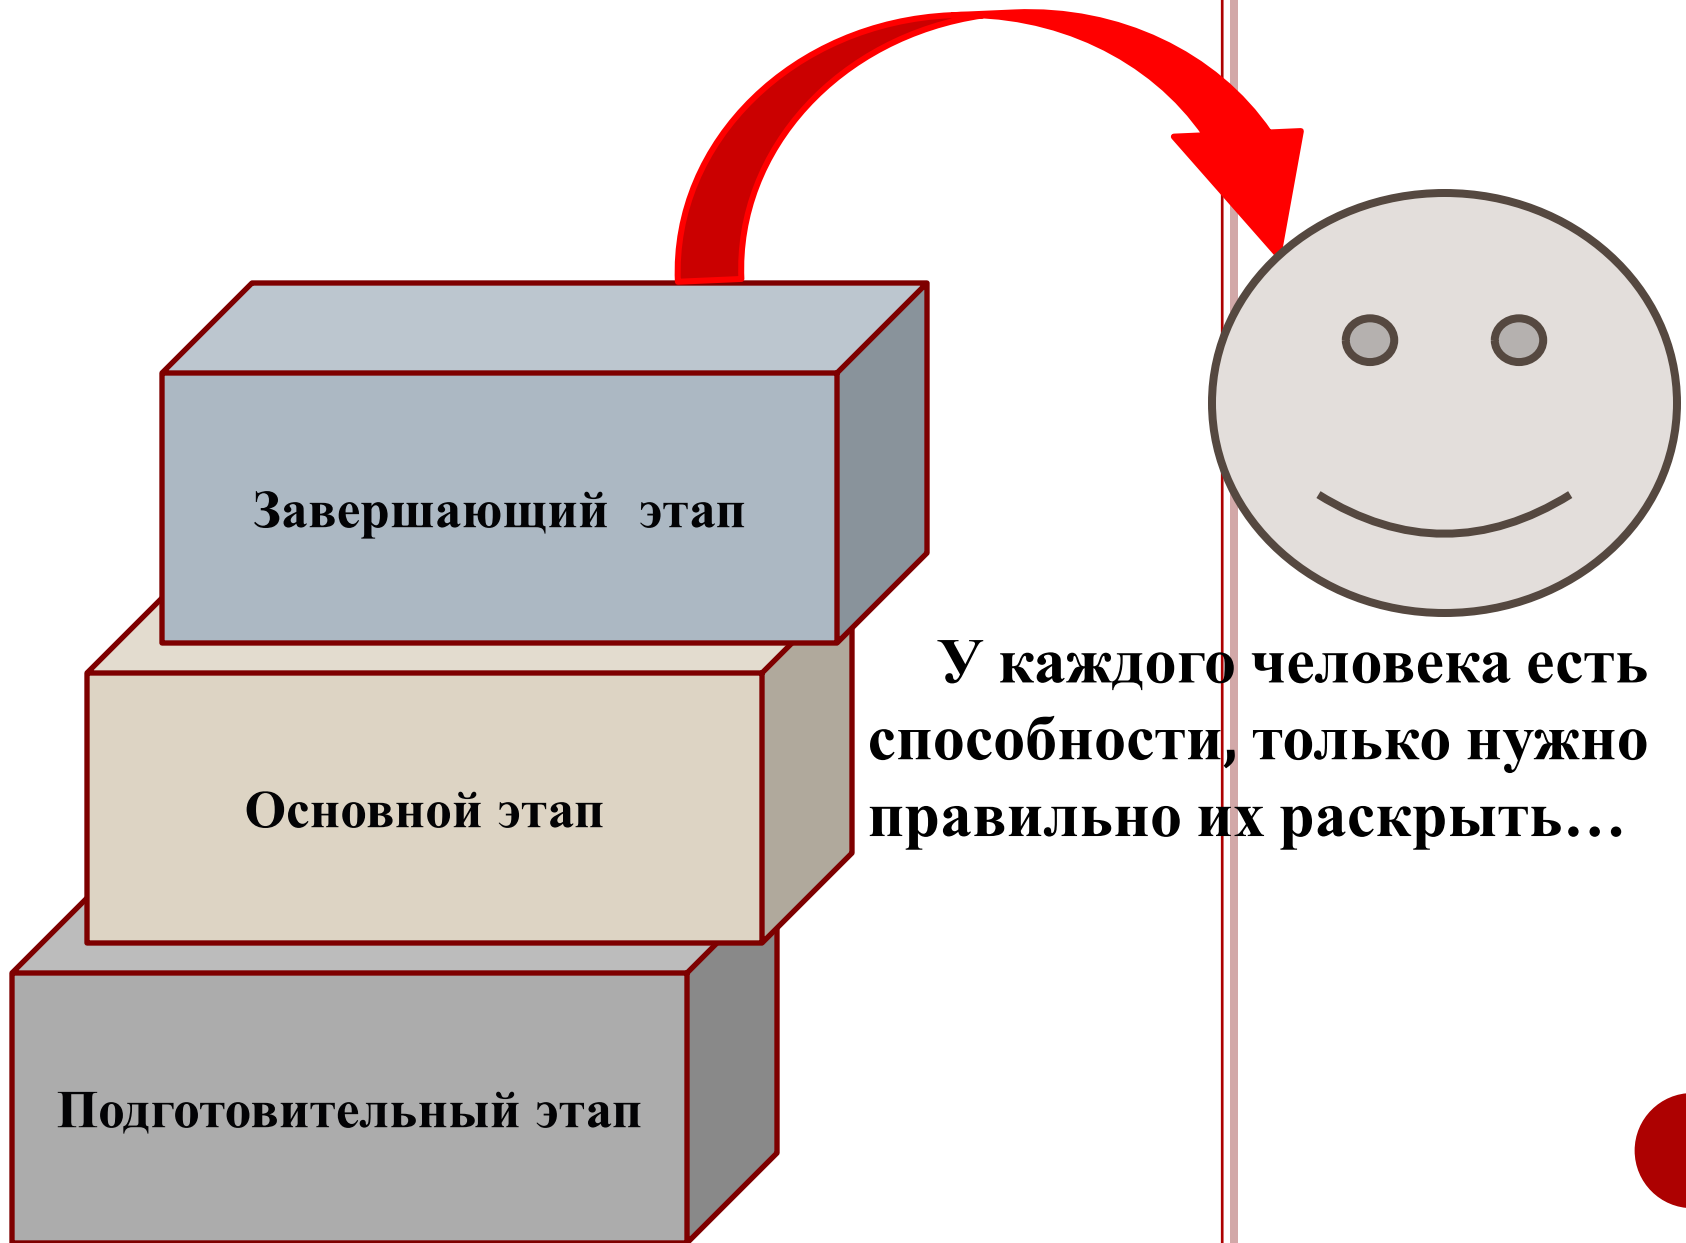 Завершающий  этап
Основной этап
Подготовительный этап
У каждого человека есть
способности, только нужно
правильно их раскрыть…